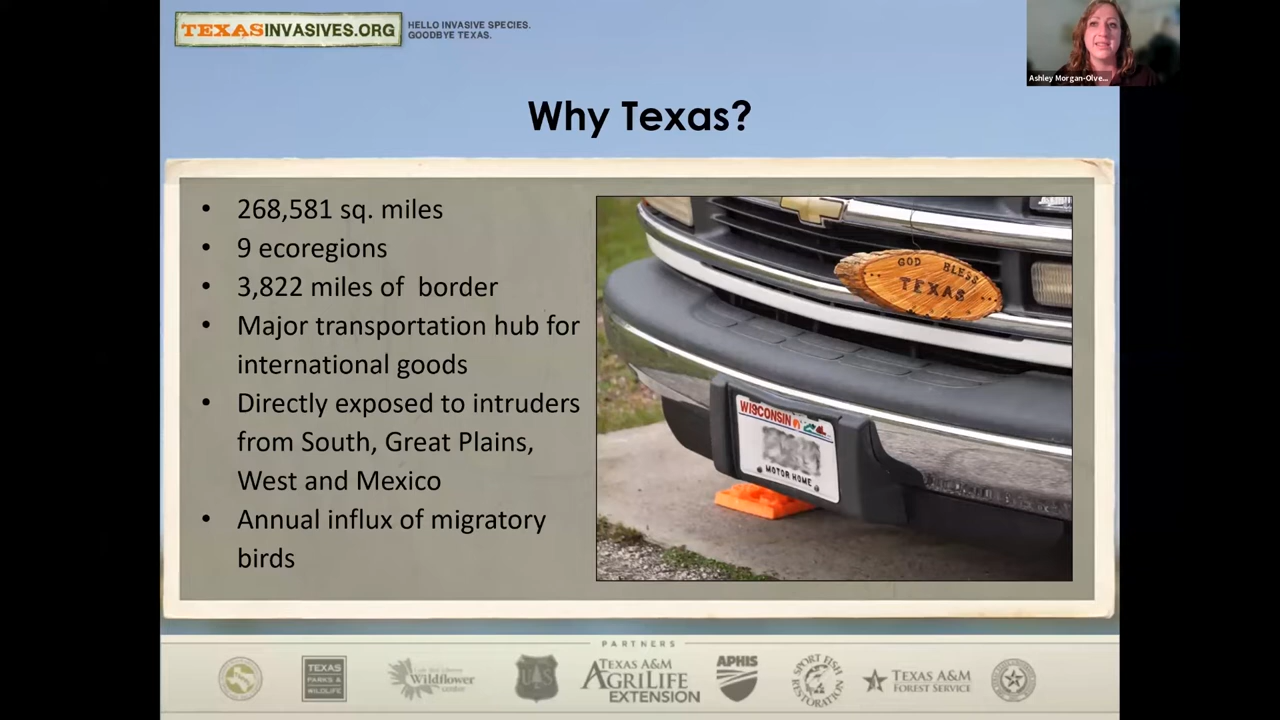 TEXASINVASIVES.ORG
HELLO INVASIVE SPECIES.
GOODBYE TEXAS.
Ashley Morgan-Olve...
Why Texas?
• 268,581 sq. miles
• 9 ecoregions
• 3,822 miles of border
• Major transportation hub for
international goods
• Directly exposed to intruders
from South, Great Plains,
West and Mexico
• Annual influx of migratory
birds
GOD BLESS
TEXAS
WISCONSIN
MOTOR HOME
PARTNERS
TEXAS
PARKS &
WILDLIFE
Wildflower
center
UAS
TEXAS A&M
AGRILIFE
EXTENSION
APHIS
SPORT FISH
RESTORATION
TEXAS A&M
FOREST SERVICE